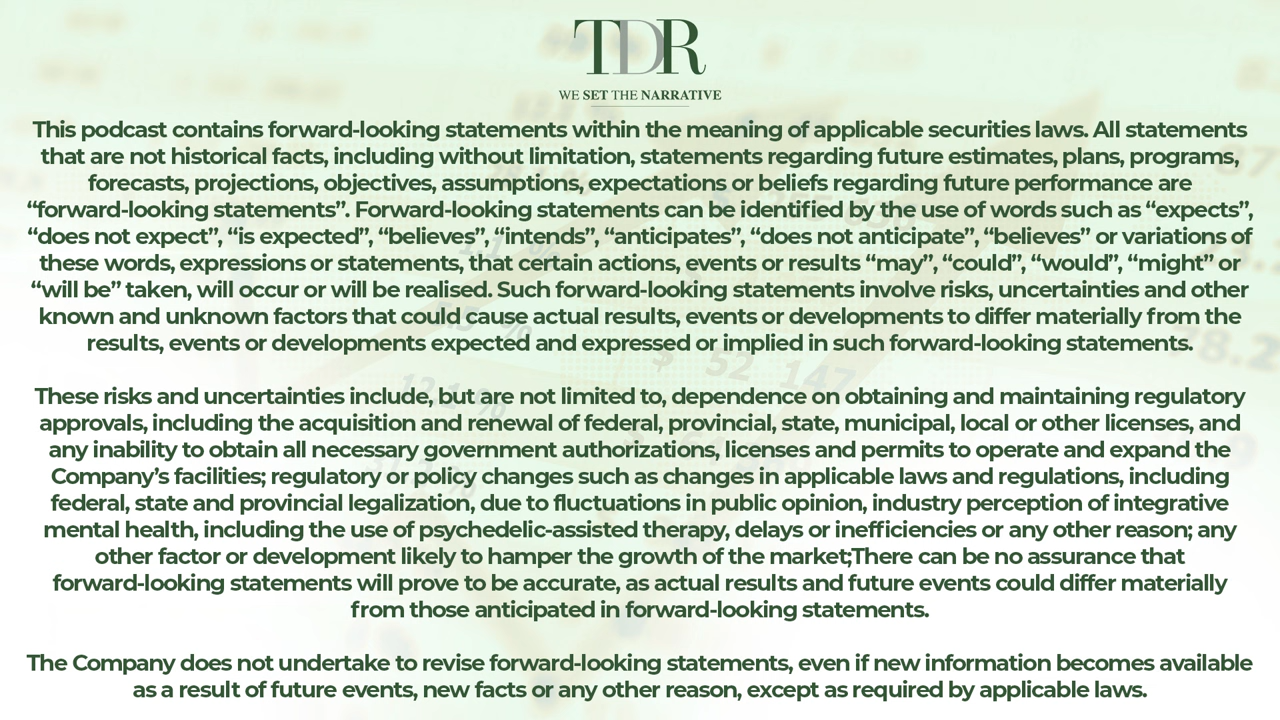 TDR
WE SET THE NARRATIVE
This podcast contains forward-looking statements within the meaning of applicable securities laws. All statements
that are not historical facts, including without limitation, statements regarding future estimates, plans, programs,
forecasts, projections, objectives, assumptions, expectations or beliefs regarding future performance are
“forward-looking statements”. Forward-looking statements can be identified by the use of words such as “expects”,
“does not expect”, “is expected”, “believes”, “intends”, “anticipates”, “does not anticipate”, “believes” or variations of
these words, expressions or statements, that certain actions, events or results “may”, “could”, “would”, “might” or
“will be” taken, will occur or will be realised. Such forward-looking statements involve risks, uncertainties and other
known and unknown factors that could cause actual results, events or developments to differ materially from the
results, events or developments expected and expressed or implied in such forward-looking statements.
These risks and uncertainties include, but are not limited to, dependence on obtaining and maintaining regulatory
approvals, including the acquisition and renewal of federal, provincial, state, municipal, local or other licenses, and
any inability to obtain all necessary government authorizations, licenses and permits to operate and expand the
Company’s facilities; regulatory or policy changes such as changes in applicable laws and regulations, including
federal, state and provincial legalization, due to fluctuations in public opinion, industry perception of integrative
mental health, including the use of psychedelic-assisted therapy, delays or inefficiencies or any other reason; any
other factor or development likely to hamper the growth of the market;There can be no assurance that
forward-looking statements will prove to be accurate, as actual results and future events could differ materially
from those anticipated in forward-looking statements.
The Company does not undertake to revise forward-looking statements, even if new information becomes available
as a result of future events, new facts or any other reason, except as required by applicable laws.